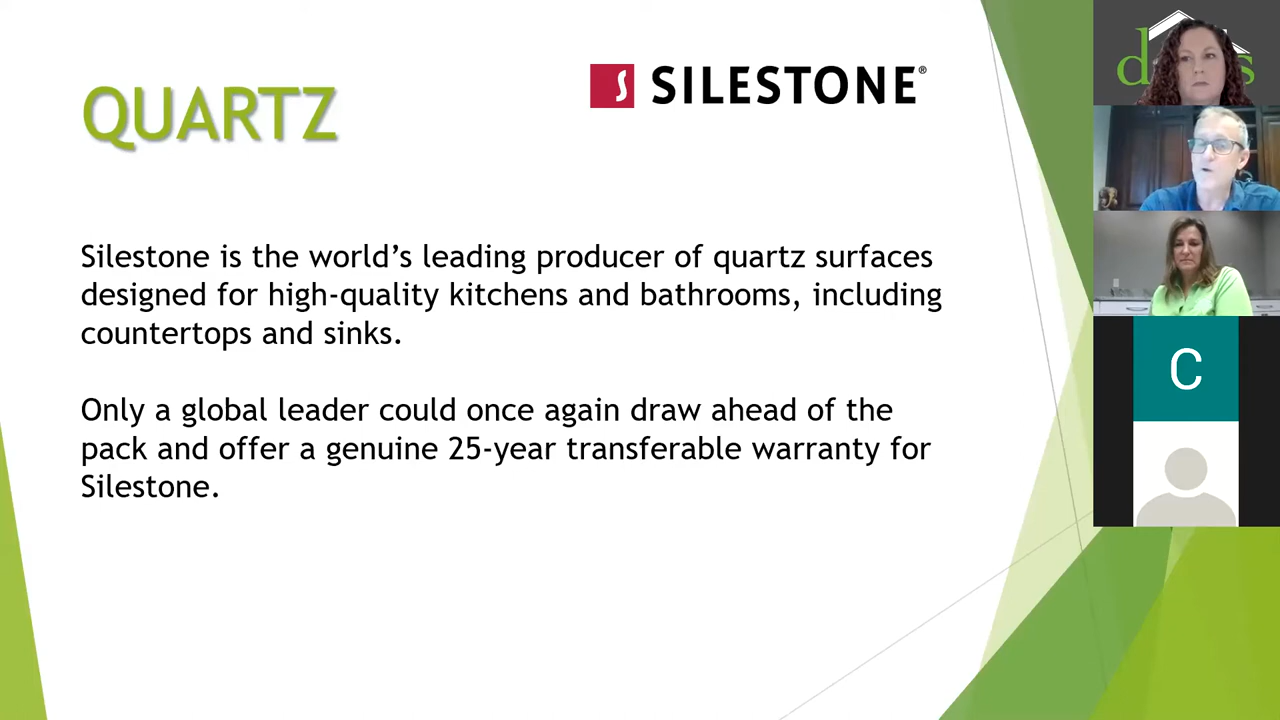 QUARTZ
SILESTONE®
Silestone is the world’s leading producer of quartz surfaces
designed for high-quality kitchens and bathrooms, including
countertops and sinks.
Only a global leader could once again draw ahead of the
pack and offer a genuine 25-year transferable warranty for
Silestone.
C